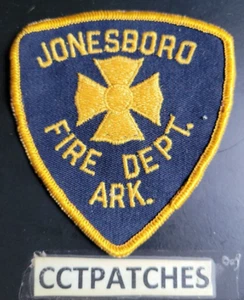 JONESBORO
FIRE DEPT.
ARK.
CCTPATCHES